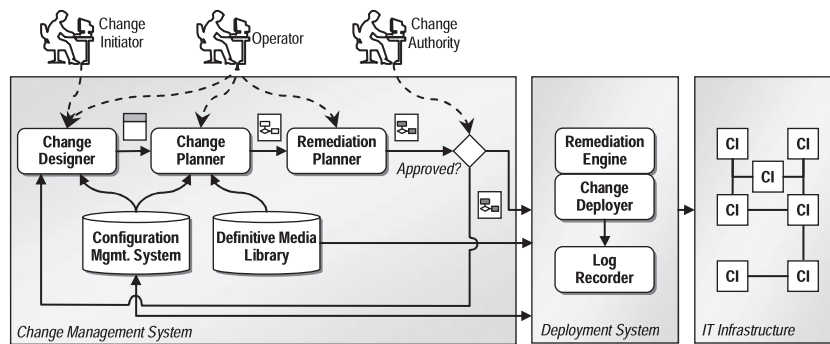 Change
Initiator
Operator
Change
Authority
Change
Designer
Change
Planner
Remediation
Planner
Approved?
Configuration
Mgmt. System
Definitive Media
Library
Change Management System
Remediation
Engine
Change
Deployer
Log
Recorder
Deployment System
CI
CI
CI
CI
CI
CI
CI
IT Infrastructure